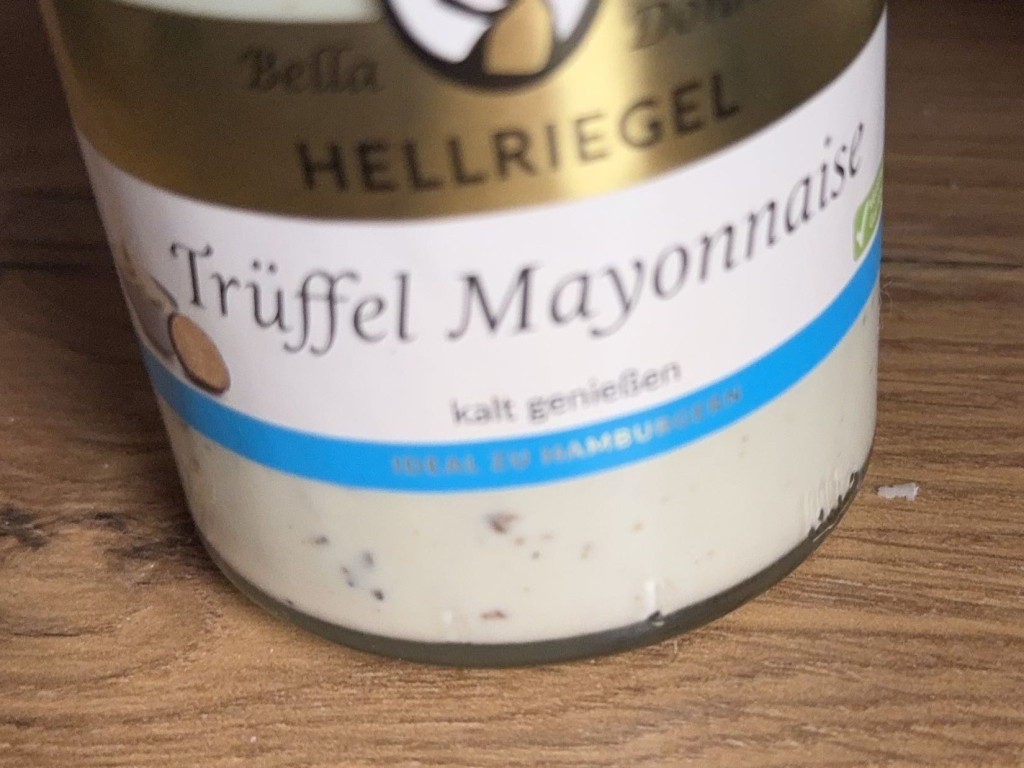 Bella
HELLRIEGEL
Trüffel Mayonnaise
kalt genießen
IDEAL ZU HAMBURGERN